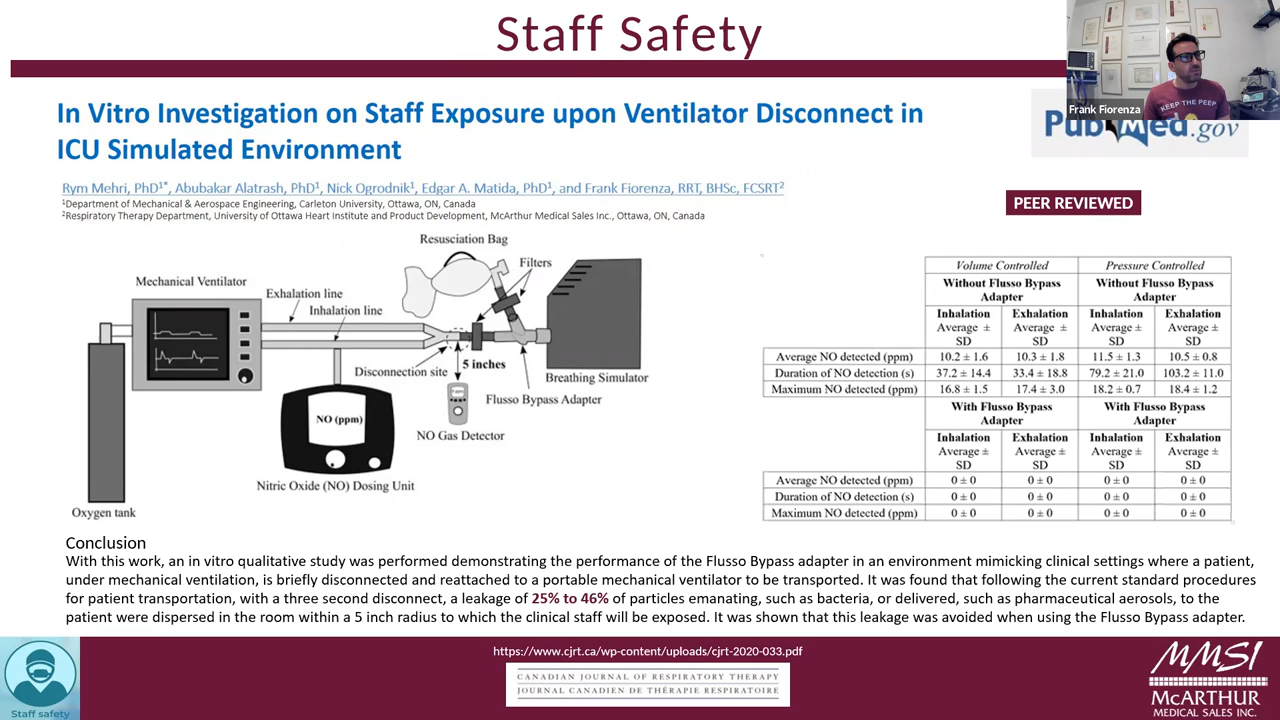 Staff Safety
Frank Fiorenza
KEEP THE PEEP
In Vitro Investigation on Staff Exposure upon Ventilator Disconnect in
ICU Simulated Environment
PubMed.gov
Rym Mehri, PhD1*, Abubakar Alatrash, PhD1, Nick Ogrodnik1, Edgar A. Matida, PhD1, and Frank Fiorenza, RRT, BHSc, FCSRT2
1Department of Mechanical & Aerospace Engineering, Carleton University, Ottawa, ON, Canada
2Respiratory Therapy Department, University of Ottawa Heart Institute and Product Development, McArthur Medical Sales Inc., Ottawa, ON, Canada
PEER REVIEWED
Resusciation Bag
Filters
Mechanical Ventilator
Exhalation line
Inhalation line
Disconnection site
5 inches
Breathing Simulator
Flusso Bypass Adapter
NO (ppm)
NO Gas Detector
Nitric Oxide (NO) Dosing Unit
Oxygen tank
Volume Controlled Pressure Controlled
Without Flusso Bypass Adapter Without Flusso Bypass Adapter
Inhalation Average ± SD Exhalation Average ± SD Inhalation Average ± SD Exhalation Average ± SD
Average NO detected (ppm) 10.2 ± 1.6 10.3 ± 1.8 11.5 ± 1.3 10.5 ± 0.8
Duration of NO detection (s) 37.2 ± 14.4 33.4 ± 18.8 79.2 ± 21.0 103.2 ± 11.0
Maximum NO detected (ppm) 16.8 ± 1.5 17.4 ± 3.0 18.2 ± 0.7 18.4 ± 1.2
With Flusso Bypass Adapter With Flusso Bypass Adapter
Inhalation Average ± SD Exhalation Average ± SD Inhalation Average ± SD Exhalation Average ± SD
Average NO detected (ppm) 0 ± 0 0 ± 0 0 ± 0 0 ± 0
Duration of NO detection (s) 0 ± 0 0 ± 0 0 ± 0 0 ± 0
Maximum NO detected (ppm) 0 ± 0 0 ± 0 0 ± 0 0 ± 0
Conclusion
With this work, an in vitro qualitative study was performed demonstrating the performance of the Flusso Bypass adapter in an environment mimicking clinical settings where a patient,
under mechanical ventilation, is briefly disconnected and reattached to a portable mechanical ventilator to be transported. It was found that following the current standard procedures
for patient transportation, with a three second disconnect, a leakage of 25% to 46% of particles emanating, such as bacteria, or delivered, such as pharmaceutical aerosols, to the
patient were dispersed in the room within a 5 inch radius to which the clinical staff will be exposed. It was shown that this leakage was avoided when using the Flusso Bypass adapter.
https://www.cjrt.ca/wp-content/uploads/cjrt-2020-033.pdf
CANADIAN JOURNAL OF RESPIRATORY THERAPY
JOURNAL CANADIEN DE THÉRAPIE RESPIRATOIRE
Staff safety
MMSI
MCARTHUR
MEDICAL SALES INC.